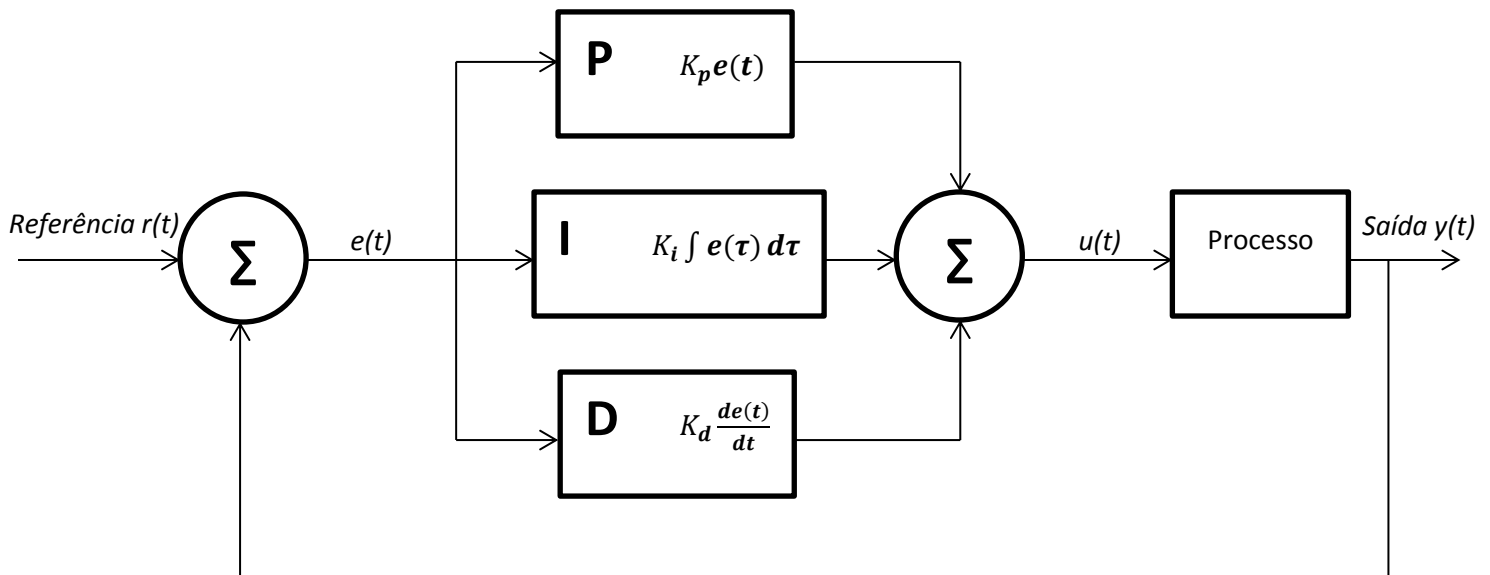 P K_p e(t)
Referência r(t)
Σ
e(t)
I K_i ∫ e(τ) dτ
Σ
u(t)
Processo
Saída y(t)
D K_d de(t)/dt